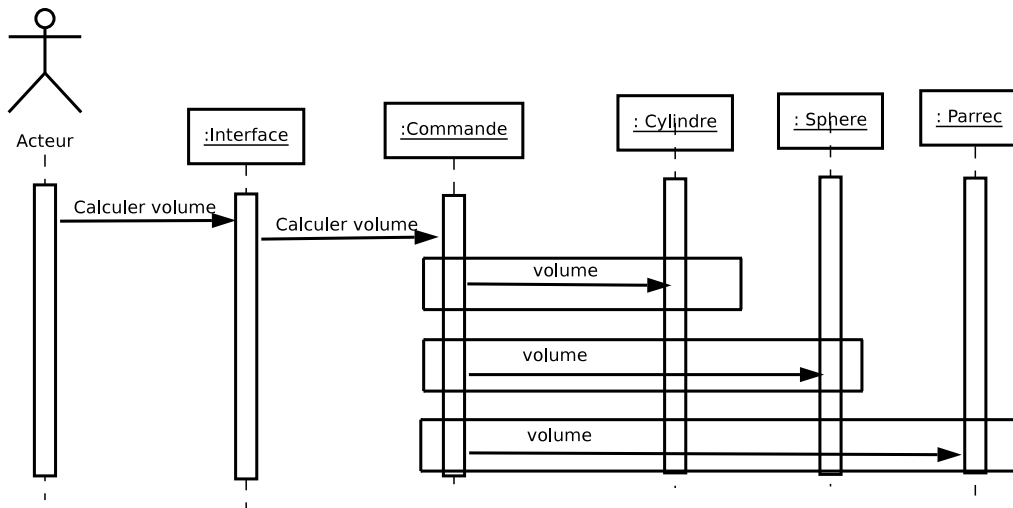 Acteur
:Interface
:Commande
: Cylindre
: Sphere
: Parrec
Calculer volume
Calculer volume
volume
volume
volume